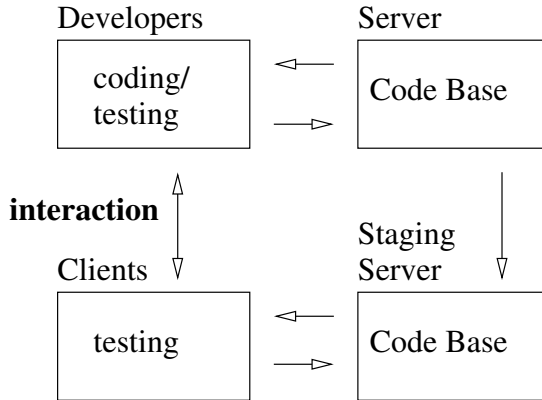 Developers
Server
coding/
testing
Code Base
interaction
Staging
Clients
Server
testing
Code Base